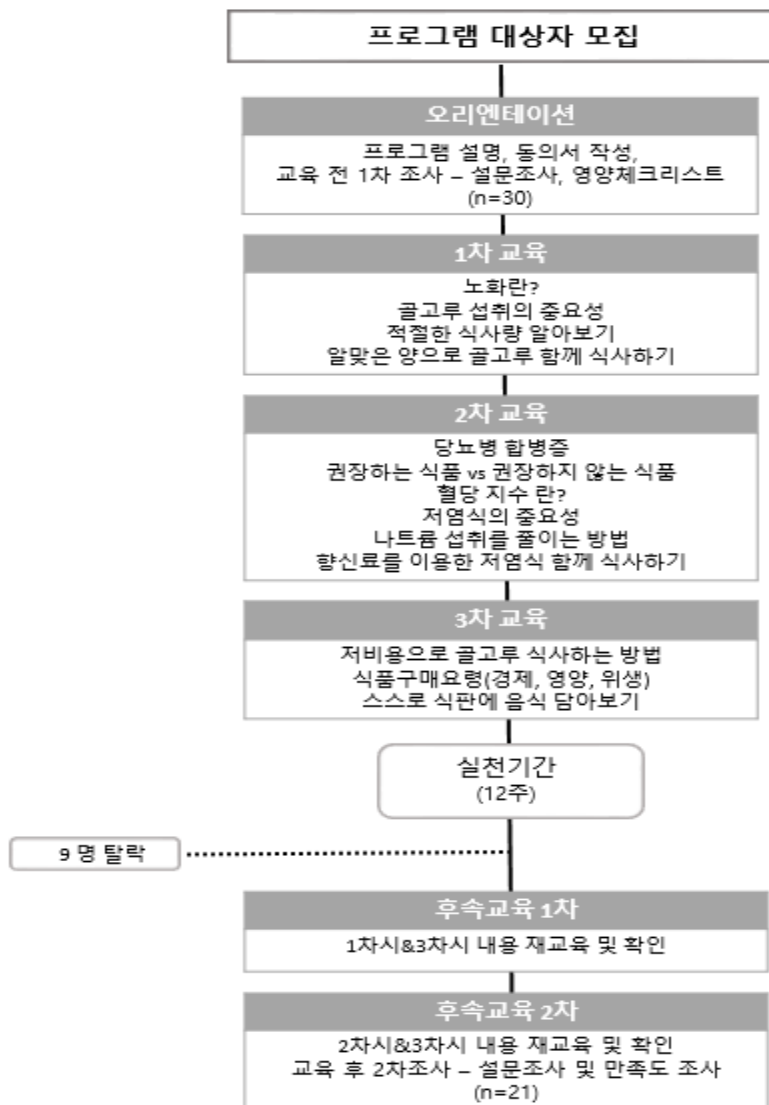 프로그램 대상자 모집
오리엔테이션
프로그램 설명, 동의서 작성,
교육 전 1차 조사 – 설문조사, 영양체크리스트
(n=30)
1차 교육
노화란?
골고루 섭취의 중요성
적절한 식사량 알아보기
알맞은 양으로 골고루 함께 식사하기
2차 교육
당뇨병 합병증
권장하는 식품 vs 권장하지 않는 식품
혈당 지수 란?
저염식의 중요성
나트륨 섭취를 줄이는 방법
향신료를 이용한 저염식 함께 식사하기
3차 교육
저비용으로 골고루 식사하는 방법
식품구매요령(경제, 영양, 위생)
스스로 식판에 음식 담아보기
실천기간
(12주)
9 명 탈락
후속교육 1차
1차시&3차시 내용 재교육 및 확인
후속교육 2차
2차시&3차시 내용 재교육 및 확인
교육 후 2차조사 – 설문조사 및 만족도 조사
(n=21)